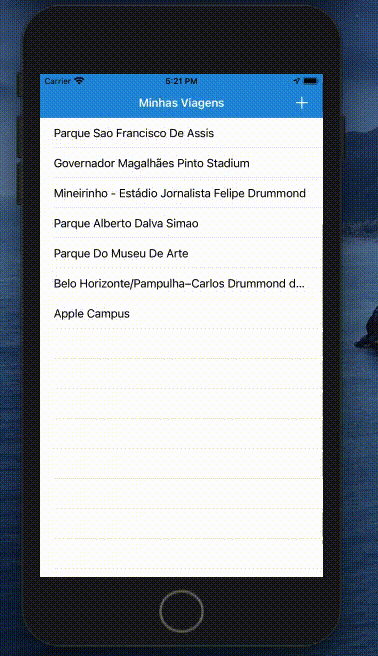 Carrier 5:21 PM
Minhas Viagens +
Parque Sao Francisco De Assis
Governador Magalhães Pinto Stadium
Mineirinho - Estádio Jornalista Felipe Drummond
Parque Alberto Dalva Simao
Parque Do Museu De Arte
Belo Horizonte/Pampulha–Carlos Drummond d...
Apple Campus